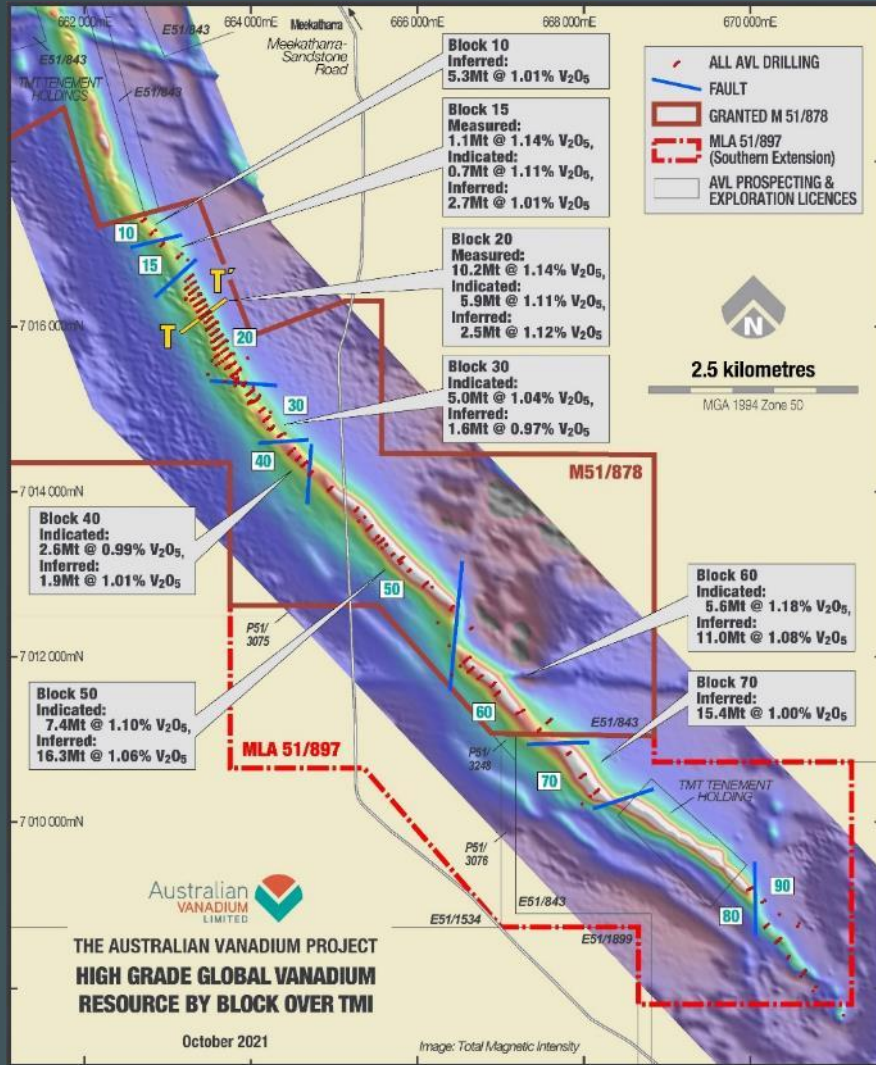 662 000mE
664 000mE
666 000mE
668 000mE
670 000mE
Meekatharra
Meekatharra-
Sandstone
Road
E51/843
E51/843
E51/843
TMT TENEMENT
HOLDINGS
Block 10
Inferred:
5.3Mt @ 1.01% V₂O₅
Block 15
Measured:
1.1Mt @ 1.14% V₂O₅,
Indicated:
0.7Mt @ 1.11% V₂O₅,
Inferred:
2.7Mt @ 1.01% V₂O₅
Block 20
Measured:
10.2Mt @ 1.14% V₂O₅,
Indicated:
5.9Mt @ 1.11% V₂O₅,
Inferred:
2.5Mt @ 1.12% V₂O₅
Block 30
Indicated:
5.0Mt @ 1.04% V₂O₅,
Inferred:
1.6Mt @ 0.97% V₂O₅
ALL AVL DRILLING
FAULT
GRANTED M 51/878
MLA 51/897
(Southern Extension)
AVL PROSPECTING &
EXPLORATION LICENCES
N
2.5 kilometres
MGA 1994 Zone 50
10
15
T´
T
20
30
40
7 016 000mN
7 014 000mN
M51/878
Block 40
Indicated:
2.6Mt @ 0.99% V₂O₅,
Inferred:
1.9Mt @ 1.01% V₂O₅
50
Block 60
Indicated:
5.6Mt @ 1.18% V₂O₅,
Inferred:
11.0Mt @ 1.08% V₂O₅
P51/
3075
7 012 000mN
Block 50
Indicated:
7.4Mt @ 1.10% V₂O₅,
Inferred:
16.3Mt @ 1.06% V₂O₅
Block 70
Inferred:
15.4Mt @ 1.00% V₂O₅
60
E51/843
MLA 51/897
P51/
3248
70
TMT TENEMENT
HOLDING
7 010 000mN
P51/
3076
90
80
E51/843
E51/1534
E51/1899
Australian
VANADIUM
LIMITED
THE AUSTRALIAN VANADIUM PROJECT
HIGH GRADE GLOBAL VANADIUM
RESOURCE BY BLOCK OVER TMI
October 2021
Image: Total Magnetic Intensity